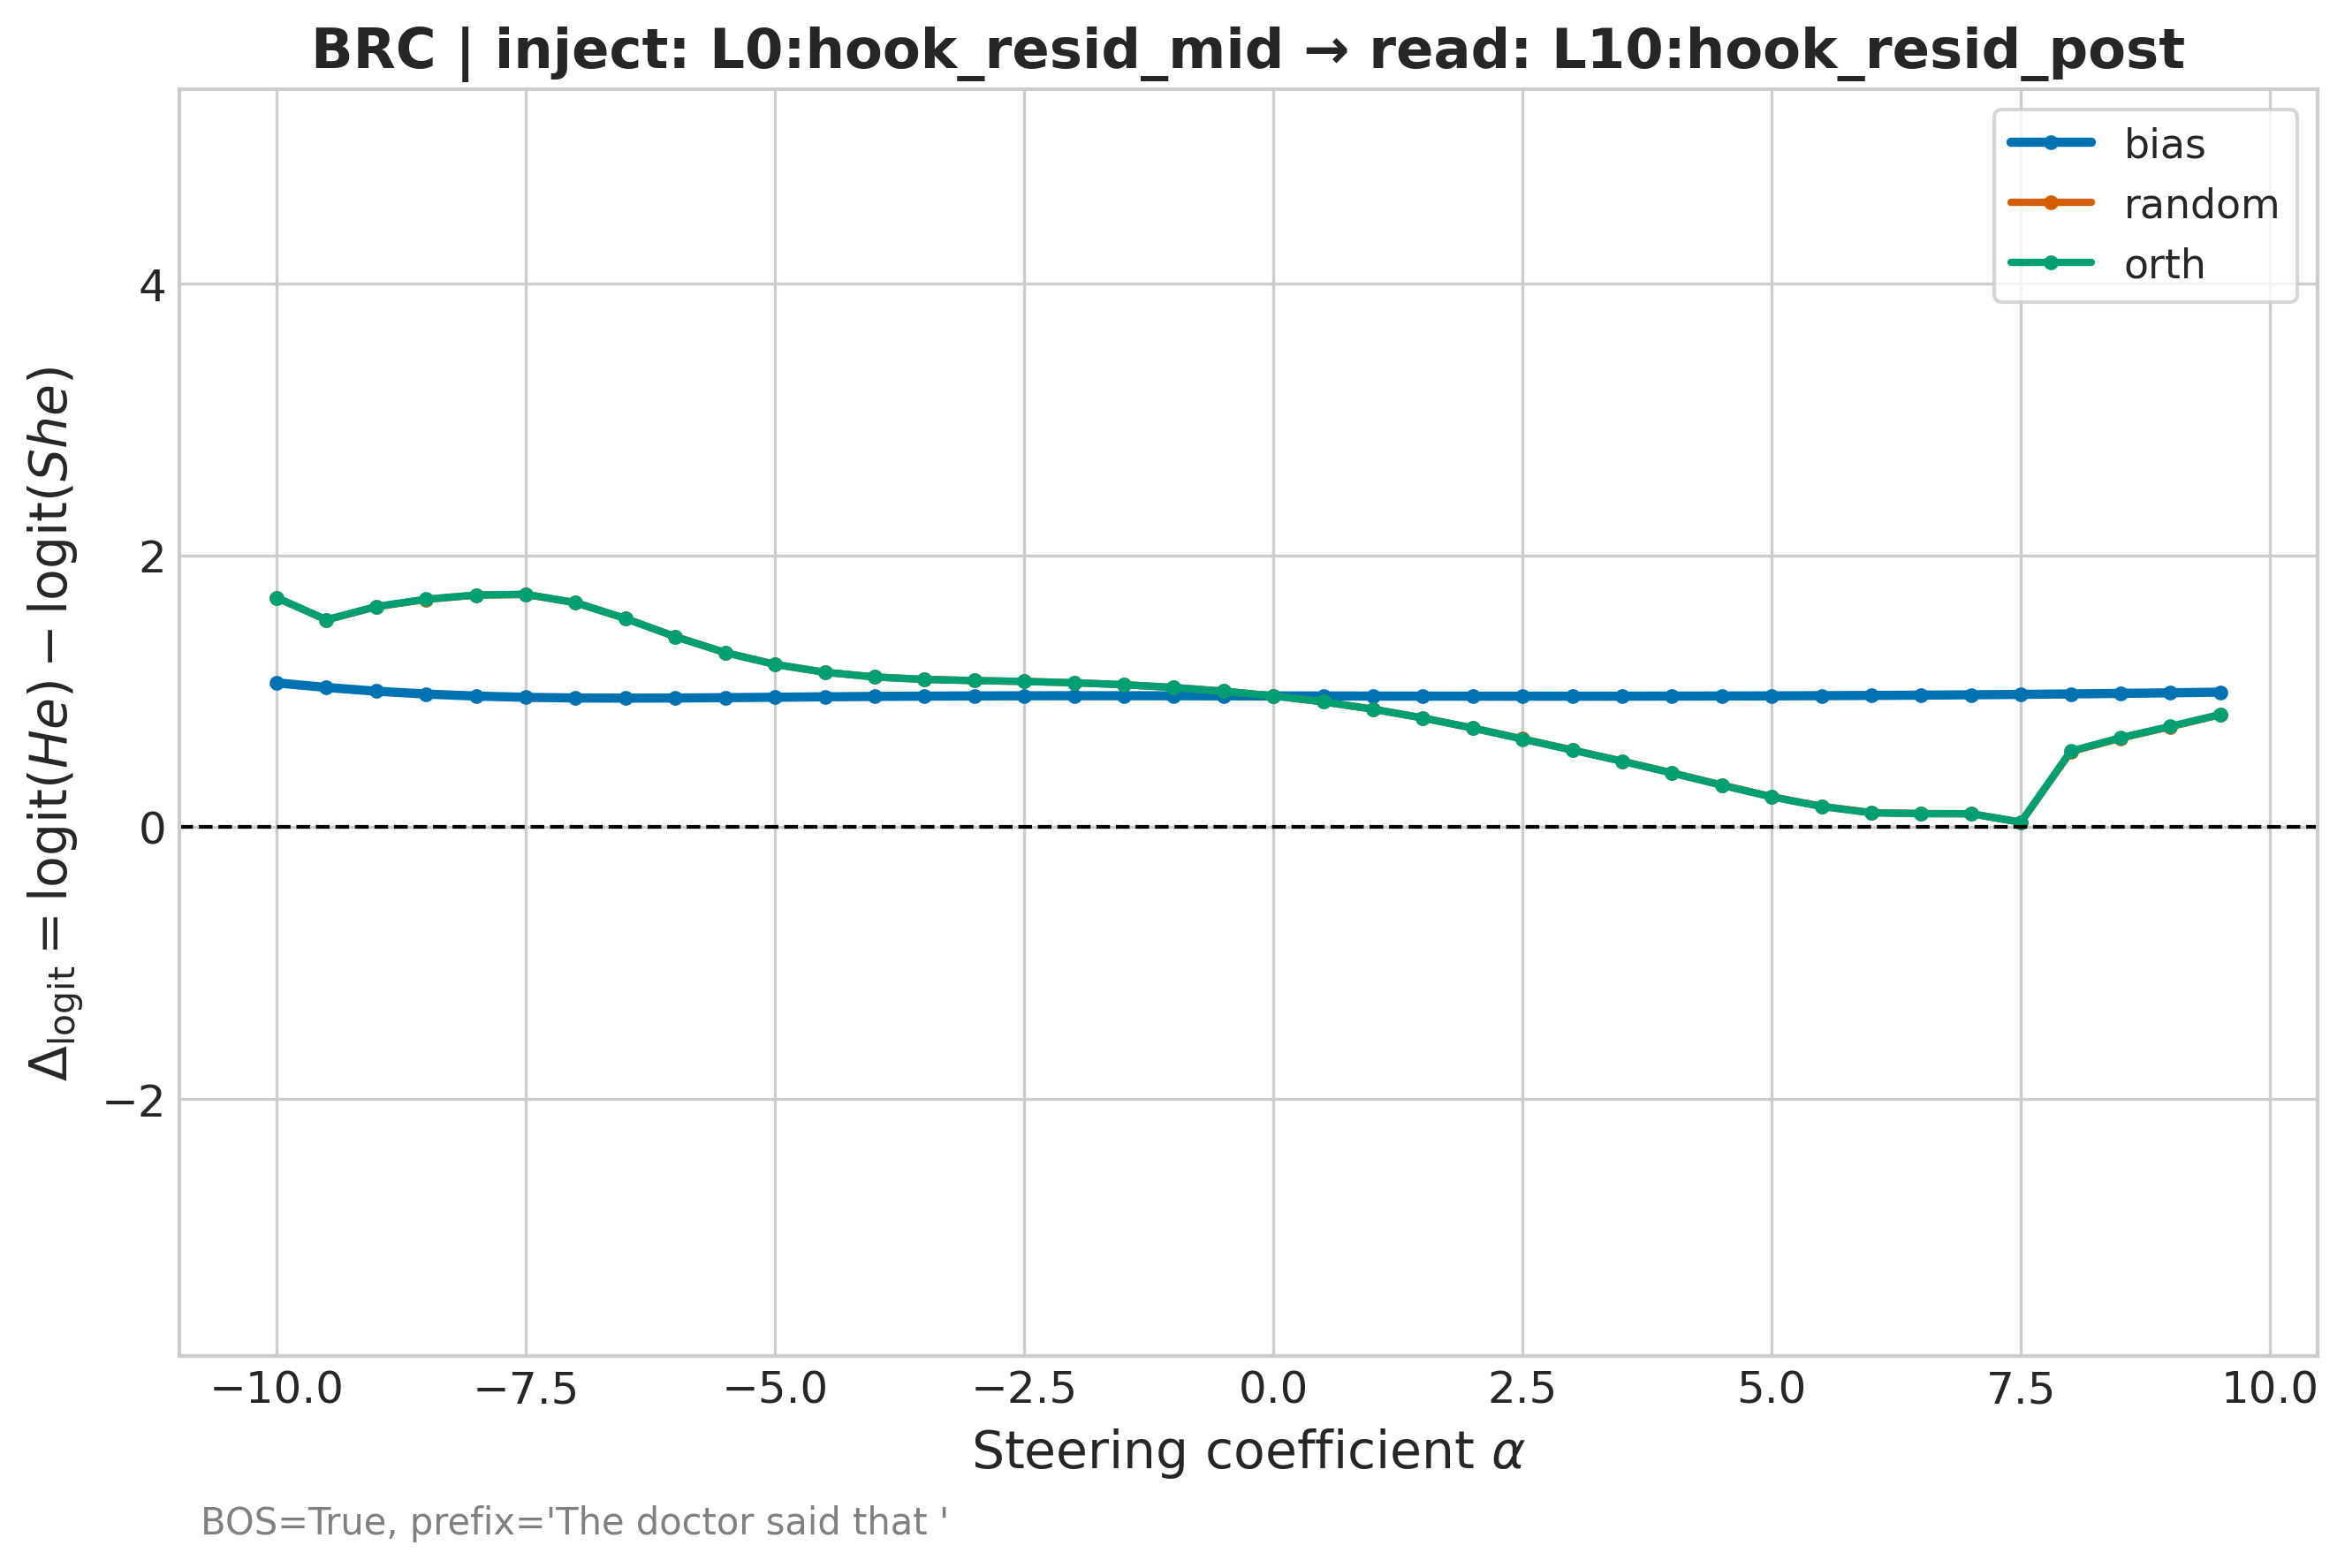 BRC | inject: L0:hook_resid_mid → read: L10:hook_resid_post
bias
random
orth
Δlogit = logit(He) − logit(She)
4
2
0
−2
−10.0 −7.5 −5.0 −2.5 0.0 2.5 5.0 7.5 10.0
Steering coefficient α
BOS=True, prefix='The doctor said that '